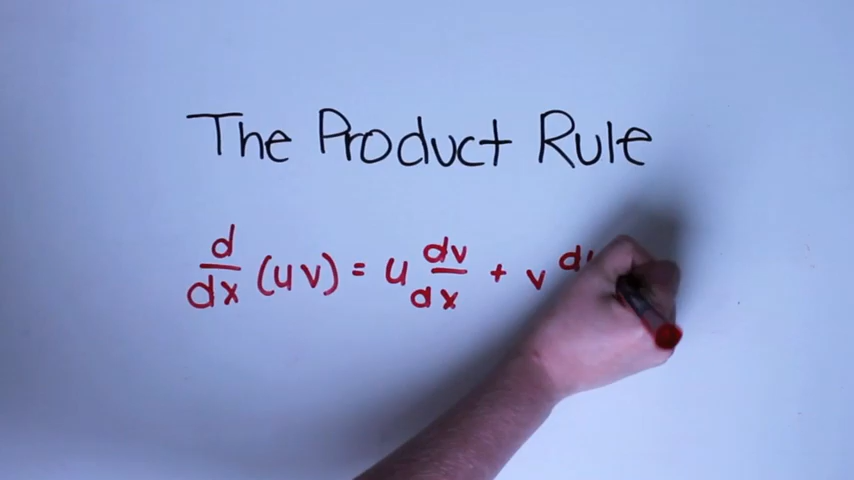 The Product Rule
d/dx (uv) = u dv/dx + v d